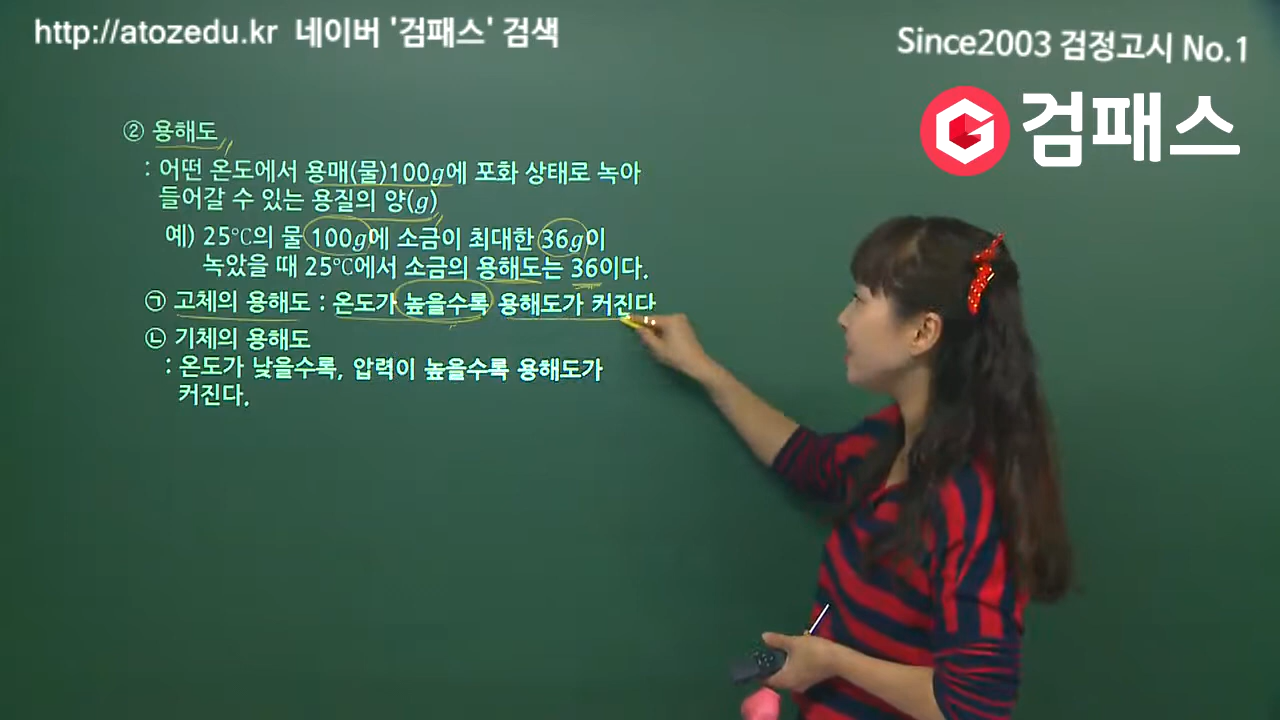 http://atozedu.kr 네이버 '검패스' 검색
Since2003 검정고시 No.1
검패스
② 용해도
: 어떤 온도에서 용매(물)100g에 포화 상태로 녹아
들어갈 수 있는 용질의 양(g)
예) 25℃의 물 100g에 소금이 최대한 36g이
녹았을 때 25℃에서 소금의 용해도는 36이다.
㉠ 고체의 용해도 : 온도가 높을수록 용해도가 커진다
㉡ 기체의 용해도
: 온도가 낮을수록, 압력이 높을수록 용해도가
커진다.